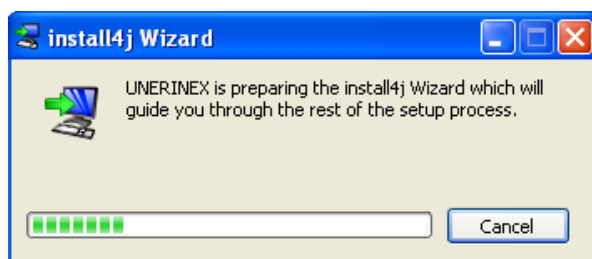 install4j Wizard
UNERINEX is preparing the install4j Wizard which will
guide you through the rest of the setup process.
Cancel